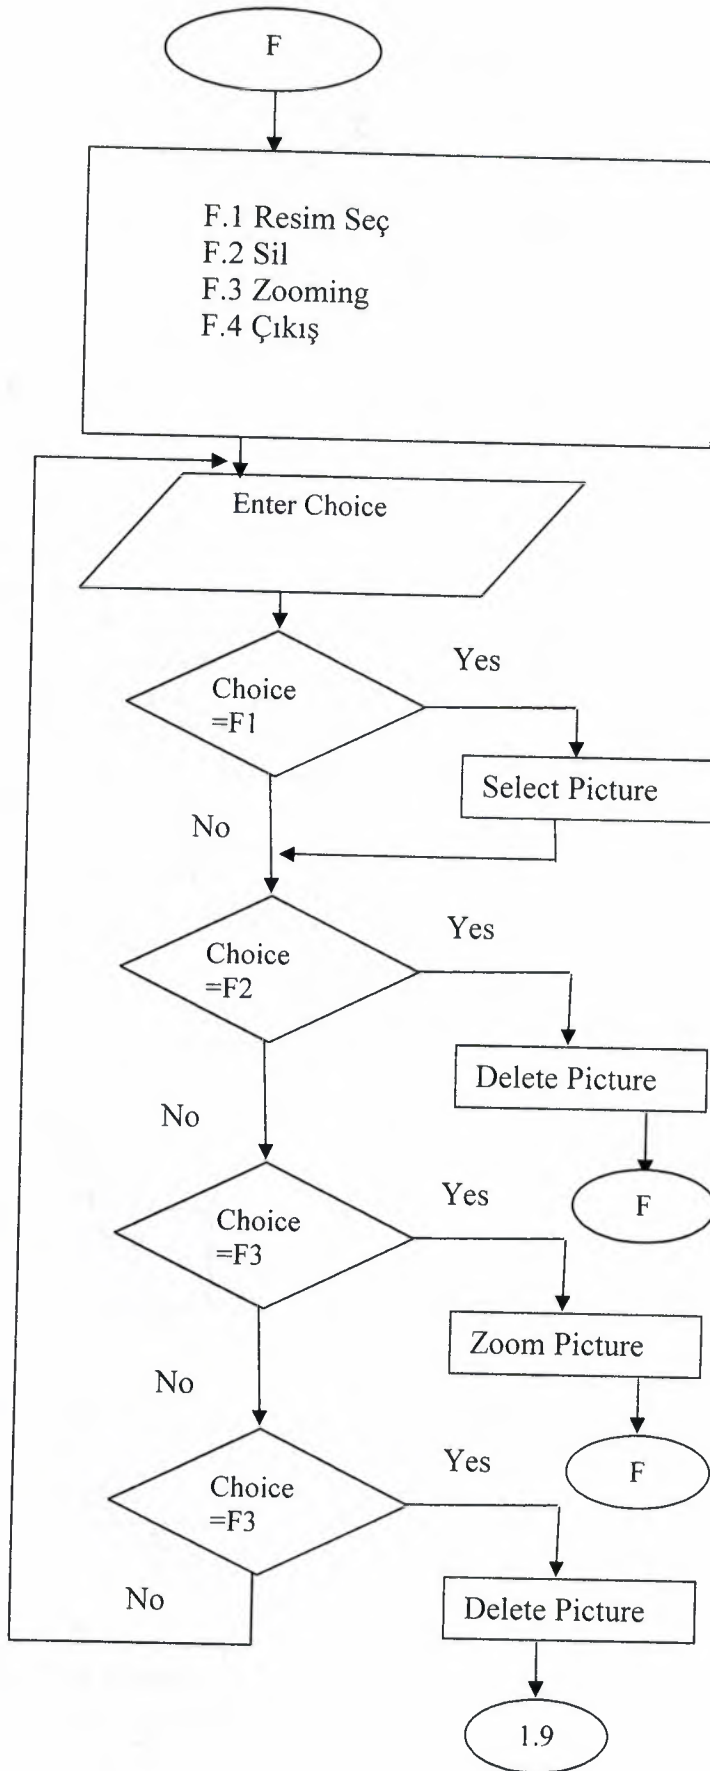 F
F.1 Resim Seç
F.2 Sil
F.3 Zooming
F.4 Çıkış
Enter Choice
Choice
=F1
Yes
Select Picture
No
Choice
=F2
Yes
Delete Picture
No
F
Choice
=F3
Yes
Zoom Picture
No
F
Choice
=F3
Yes
No
Delete Picture
1.9